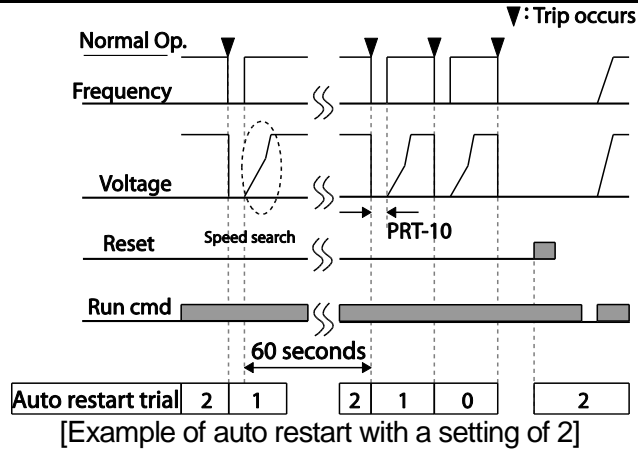 ▼: Trip occurs
Normal Op.
Frequency
Voltage
Speed search
PRT-10
Reset
Run cmd
60 seconds
Auto restart trial 2 1 2 1 0 2
[Example of auto restart with a setting of 2]